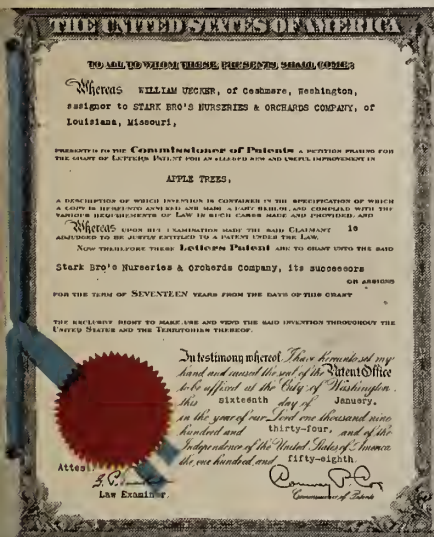 THE UNITED STATES OF AMERICA
TO ALL TO WHOM THESE PRESENTS SHALL COME:
Whereas WILLIAM UECKER, of Cashmere, Washington,
assignor to STARK BRO'S NURSERIES & ORCHARDS COMPANY, of
Louisiana, Missouri,
PRESENTED TO THE Commissioner of Patents A PETITION PRAYING FOR
THE GRANT OF LETTERS PATENT FOR AN ALLEGED NEW AND USEFUL IMPROVEMENT IN
APPLE TREES,
A DESCRIPTION OF WHICH INVENTION IS CONTAINED IN THE SPECIFICATION OF WHICH
A COPY IS HEREUNTO ANNEXED AND MADE A PART HEREOF, AND COMPLIED WITH THE
VARIOUS REQUIREMENTS OF LAW IN SUCH CASES MADE AND PROVIDED, AND
Whereas UPON DUE EXAMINATION MADE THE SAID CLAIMANT is
ADJUDGED TO BE JUSTLY ENTITLED TO A PATENT UNDER THE LAW.
NOW THEREFORE THESE Letters Patent ARE TO GRANT UNTO THE SAID
Stark Bro's Nurseries & Orchards Company, its successors
OR ASSIGNS
FOR THE TERM OF SEVENTEEN YEARS FROM THE DATE OF THIS GRANT
THE EXCLUSIVE RIGHT TO MAKE, USE AND VEND THE SAID INVENTION THROUGHOUT THE
UNITED STATES AND THE TERRITORIES THEREOF.
In testimony whereof I have hereunto set my
hand and caused the seal of the Patent Office
to be affixed at the City of Washington
this sixteenth day of January,
in the year of our Lord one thousand nine
hundred and thirty-four, and of the
Independence of the United States of America
the one hundred and fifty-eighth.
Attest:
Law Examiner.
Commissioner of Patents